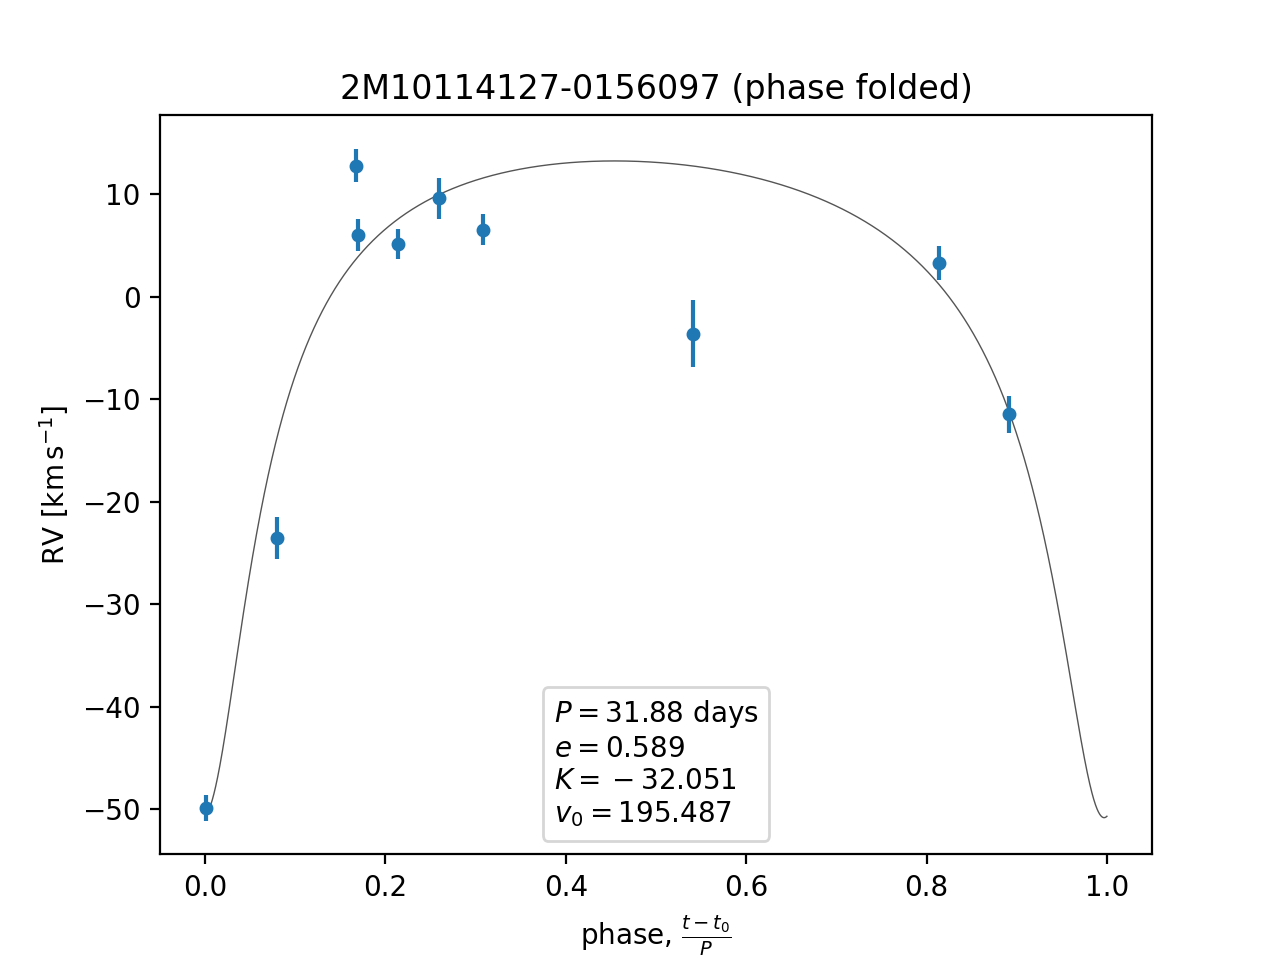 2M10114127-0156097 (phase folded)
RV [km s⁻¹]
10
0
−10
−20
−30
−40
−50
P = 31.88 days
e = 0.589
K = − 32.051
v₀ = 195.487
0.0 0.2 0.4 0.6 0.8 1.0
phase, (t − t₀)/P